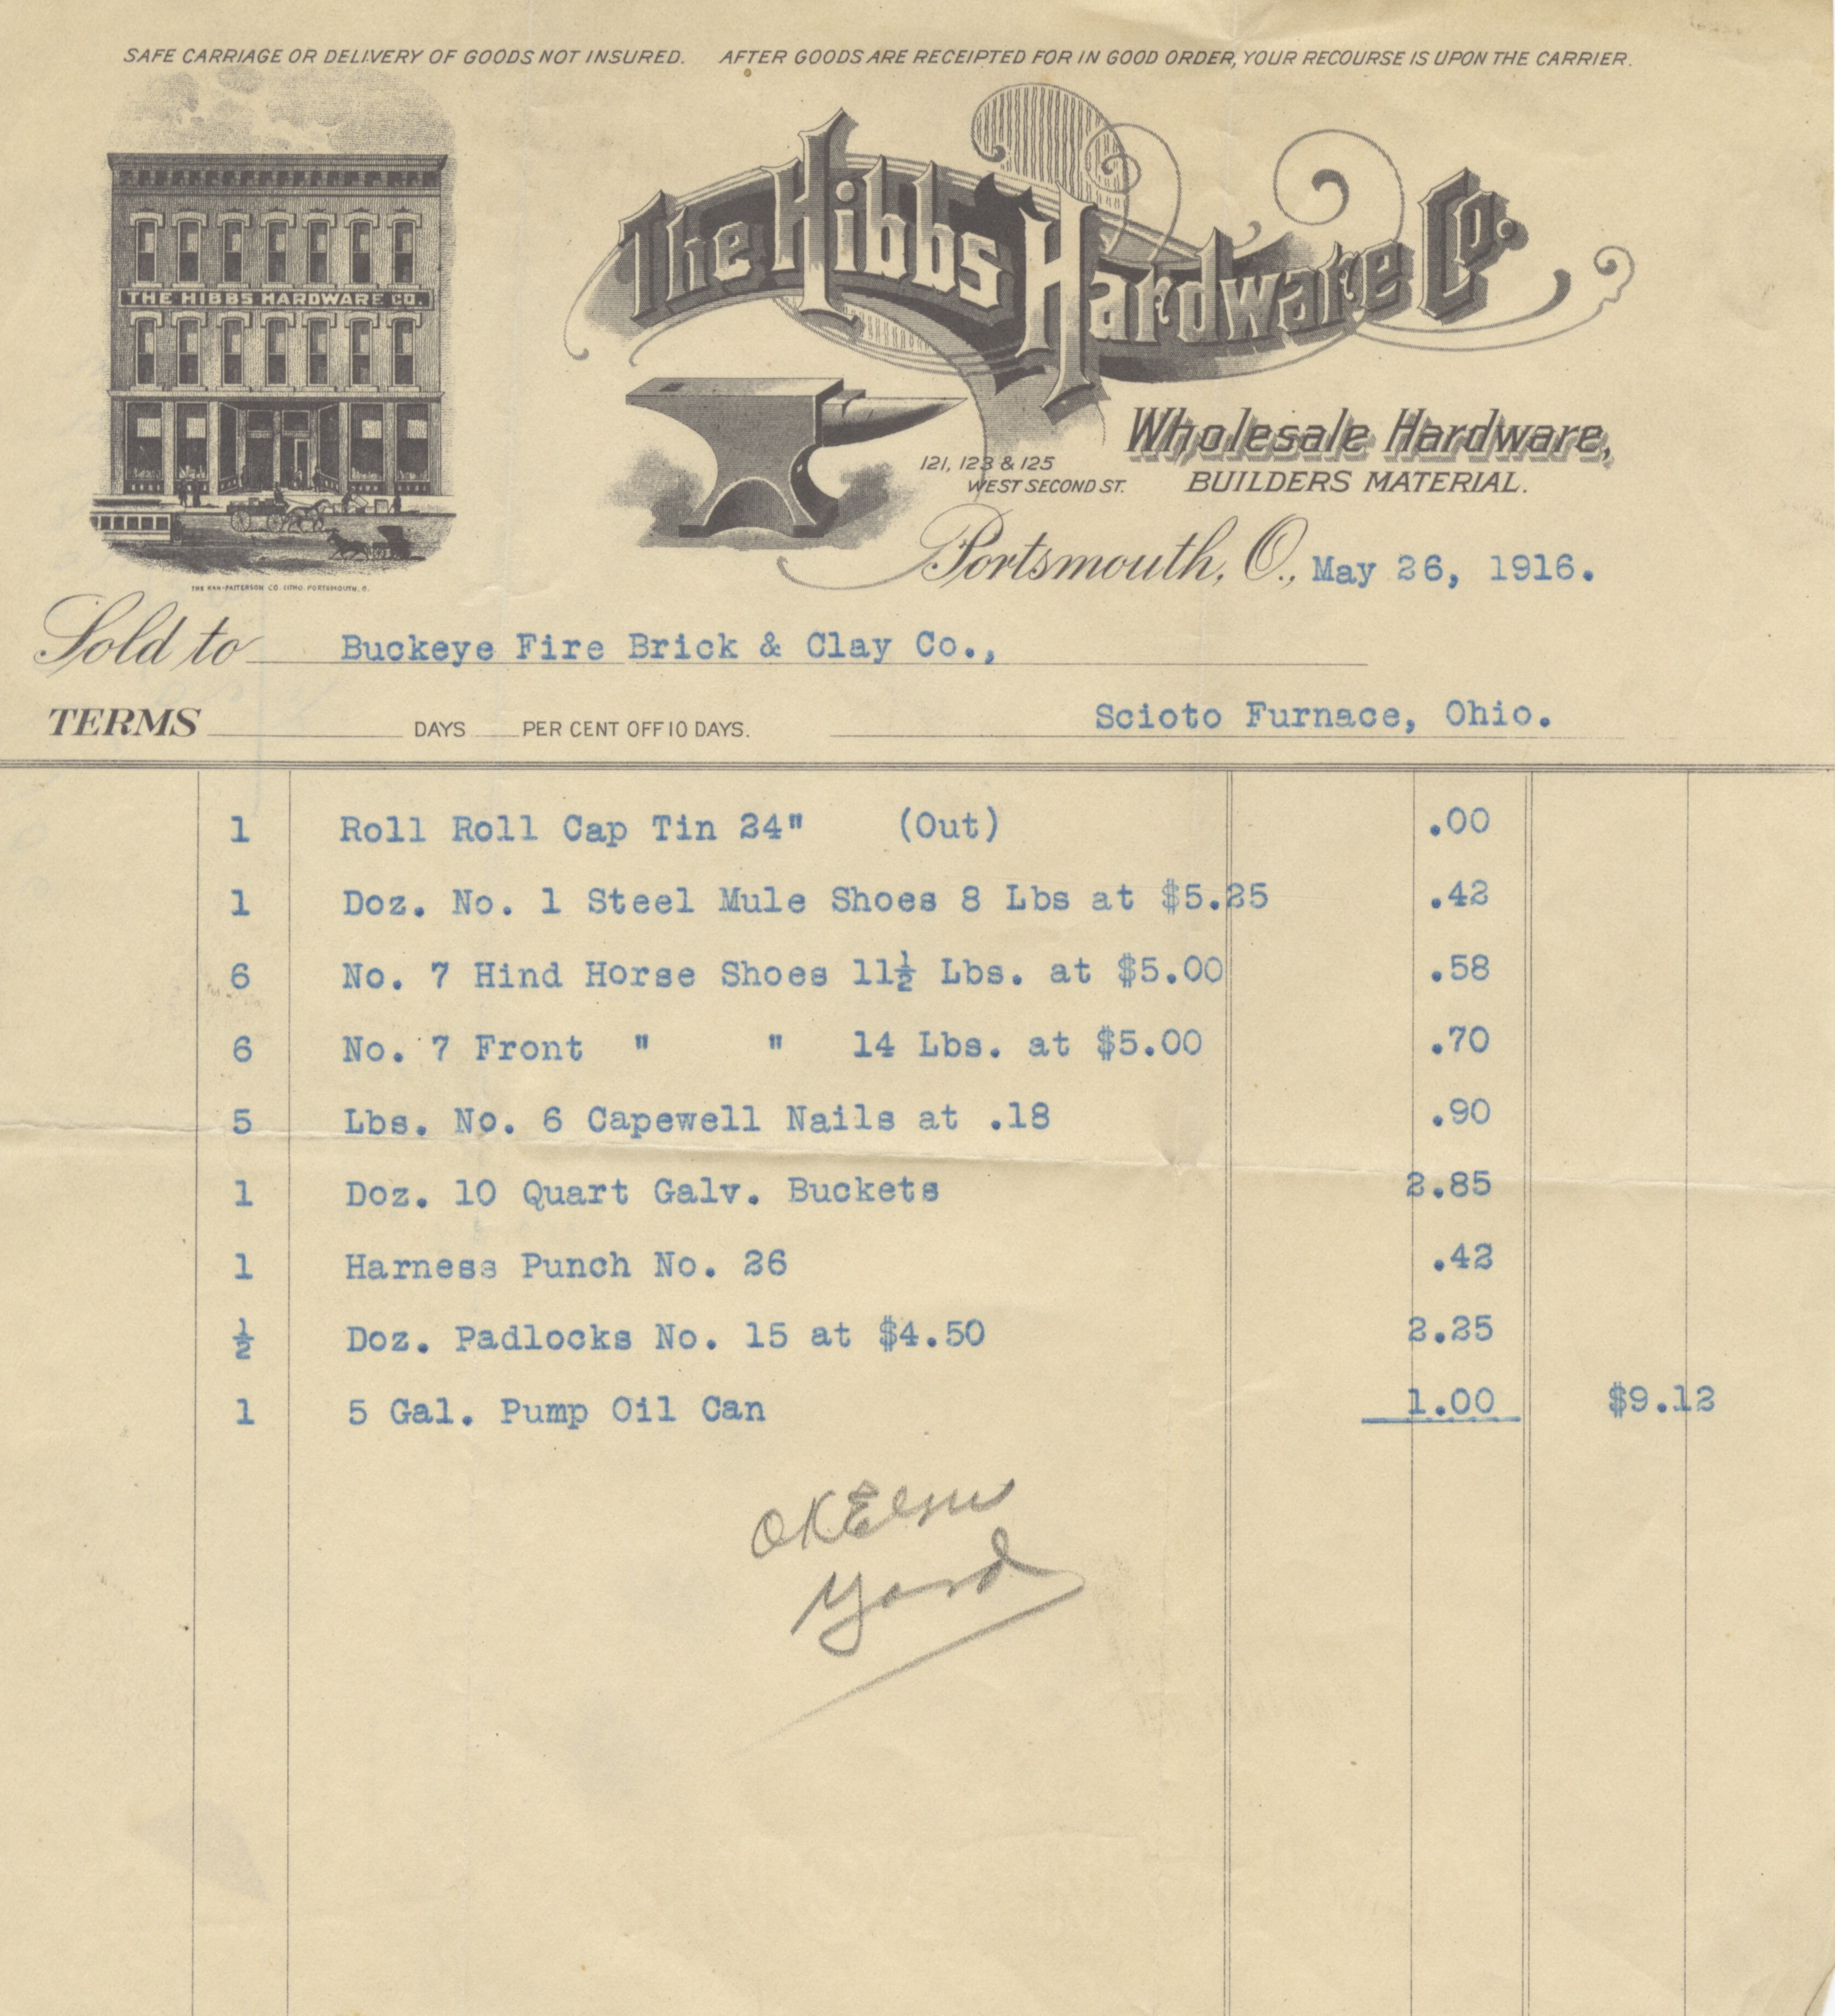 SAFE CARRIAGE OR DELIVERY OF GOODS NOT INSURED. AFTER GOODS ARE RECEIPTED FOR IN GOOD ORDER, YOUR RECOURSE IS UPON THE CARRIER.
The Hibbs Hardware Co.
THE HIBBS HARDWARE CO.
Wholesale Hardware,
121, 123 & 125
WEST SECOND ST.
BUILDERS MATERIAL.
Portsmouth, O., May 26, 1916.
CO. LITHO. PORTSMOUTH, O.
Sold to Buckeye Fire Brick & Clay Co.,
TERMS DAYS PER CENT OFF 10 DAYS. Scioto Furnace, Ohio.
1 Roll Roll Cap Tin 24" (Out) .00
1 Doz. No. 1 Steel Mule Shoes 8 Lbs at $5.25 .42
6 No. 7 Hind Horse Shoes 11½ Lbs. at $5.00 .58
6 No. 7 Front " " 14 Lbs. at $5.00 .70
5 Lbs. No. 6 Capewell Nails at .18 .90
1 Doz. 10 Quart Galv. Buckets 2.85
1 Harness Punch No. 26 .42
½ Doz. Padlocks No. 15 at $4.50 2.25
1 5 Gal. Pump Oil Can 1.00 $9.12
OK
Yard